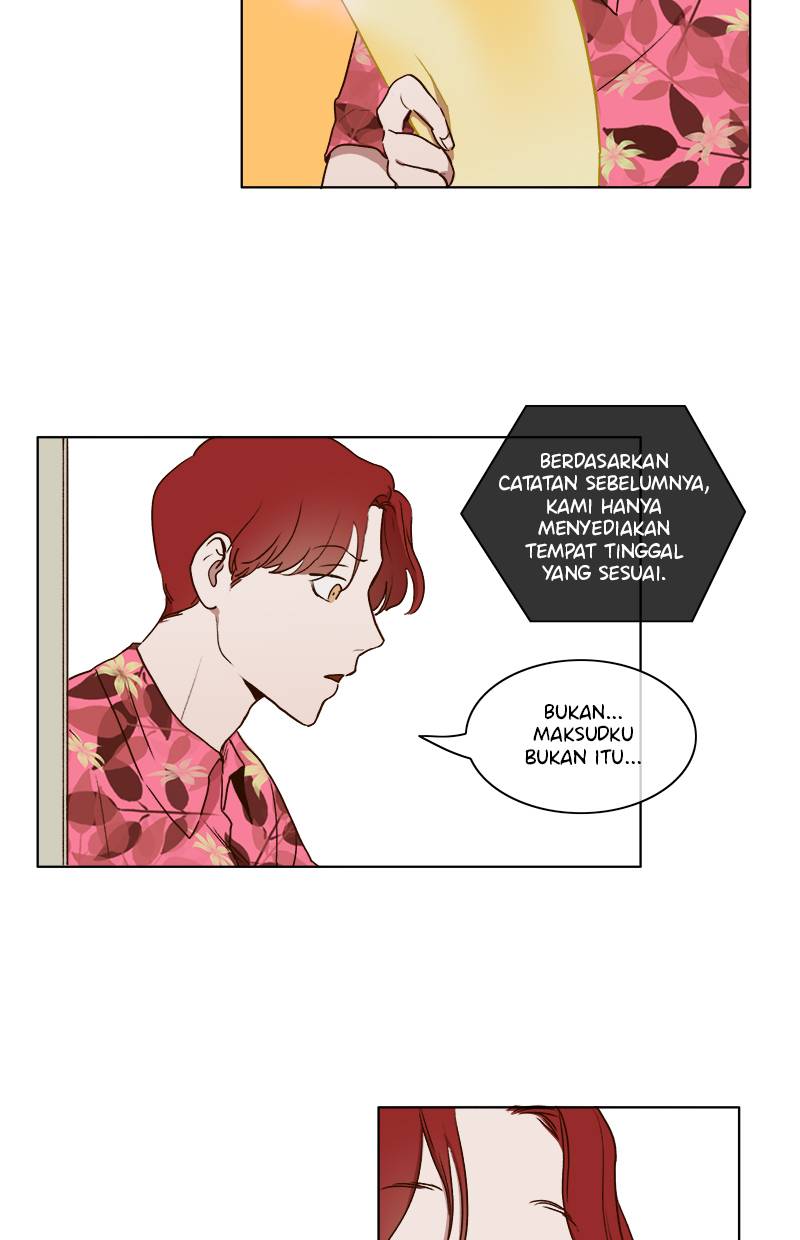 BERDASARKAN
CATATAN SEBELUMNYA,
KAMI HANYA
MENYEDIAKAN
TEMPAT TINGGAL
YANG SESUAI.
BUKAN...
MAKSUDKU
BUKAN ITU...